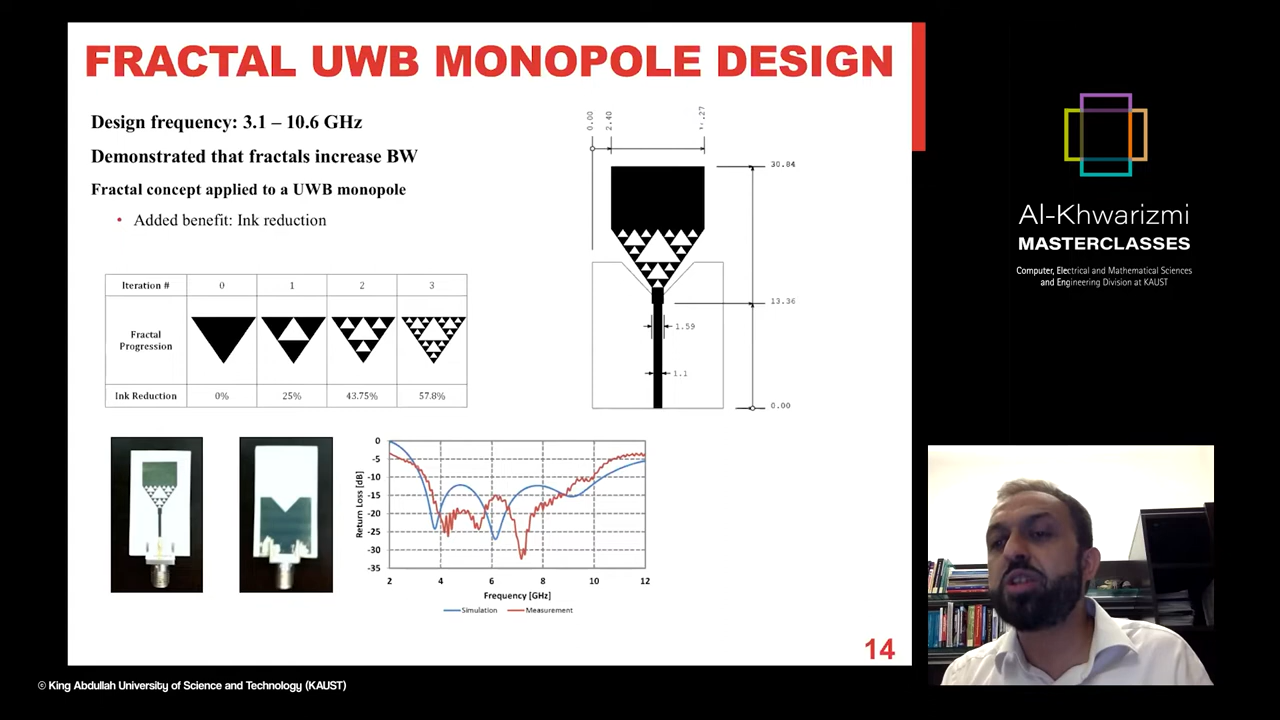 FRACTAL UWB MONOPOLE DESIGN
Design frequency: 3.1 – 10.6 GHz
Demonstrated that fractals increase BW
Fractal concept applied to a UWB monopole
• Added benefit: Ink reduction
Iteration # 0 1 2 3
Fractal
Progression
Ink Reduction 0% 25% 43.75% 57.8%
0.00
2.40
30.84
13.36
1.59
1.1
0.00
0
-5
-10
-15
-20
-25
-30
-35
Return Loss [dB]
2 4 6 8 10 12
Frequency [GHz]
Simulation Measurement
14
Al-Khwarizmi
MASTERCLASSES
Computer, Electrical and Mathematical Sciences
and Engineering Division at KAUST
© King Abdullah University of Science and Technology (KAUST)